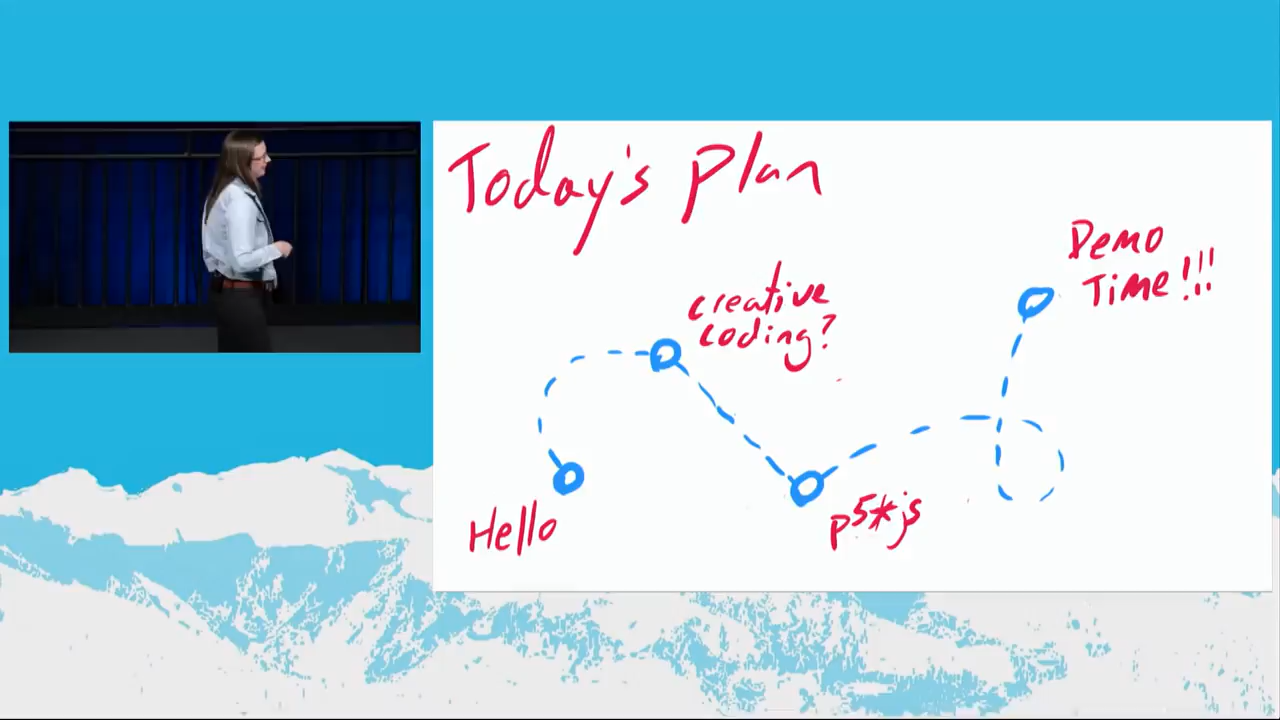 Today's Plan
Demo
Time!!!
creative
coding?
Hello
p5*js